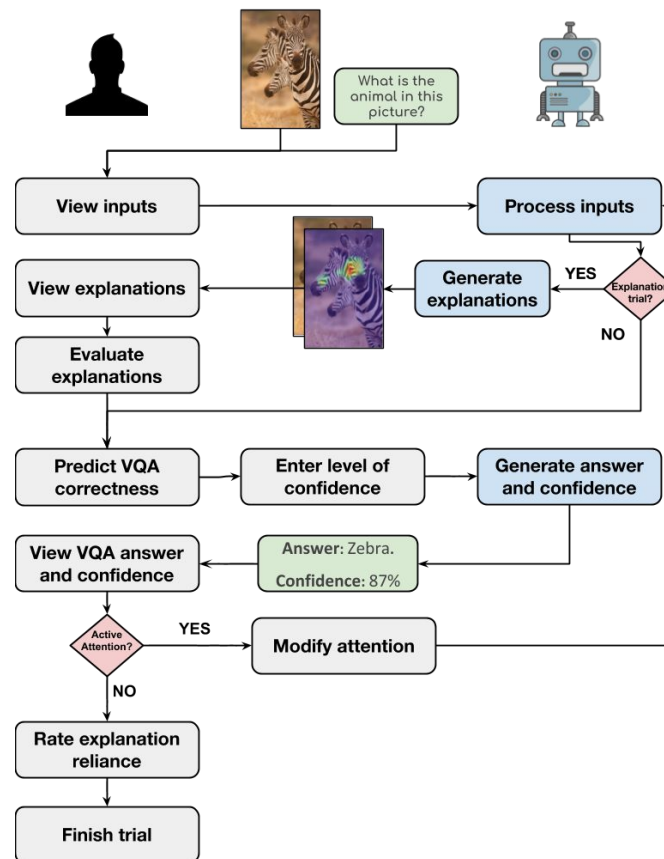 What is the
animal in this
picture?
View inputs
Process inputs
View explanations
Generate
explanations
YES
Explanation
trial?
NO
Evaluate
explanations
Predict VQA
correctness
Enter level of
confidence
Generate answer
and confidence
View VQA answer
and confidence
Answer: Zebra.
Confidence: 87%
Active
Attention?
YES
Modify attention
NO
Rate explanation
reliance
Finish trial